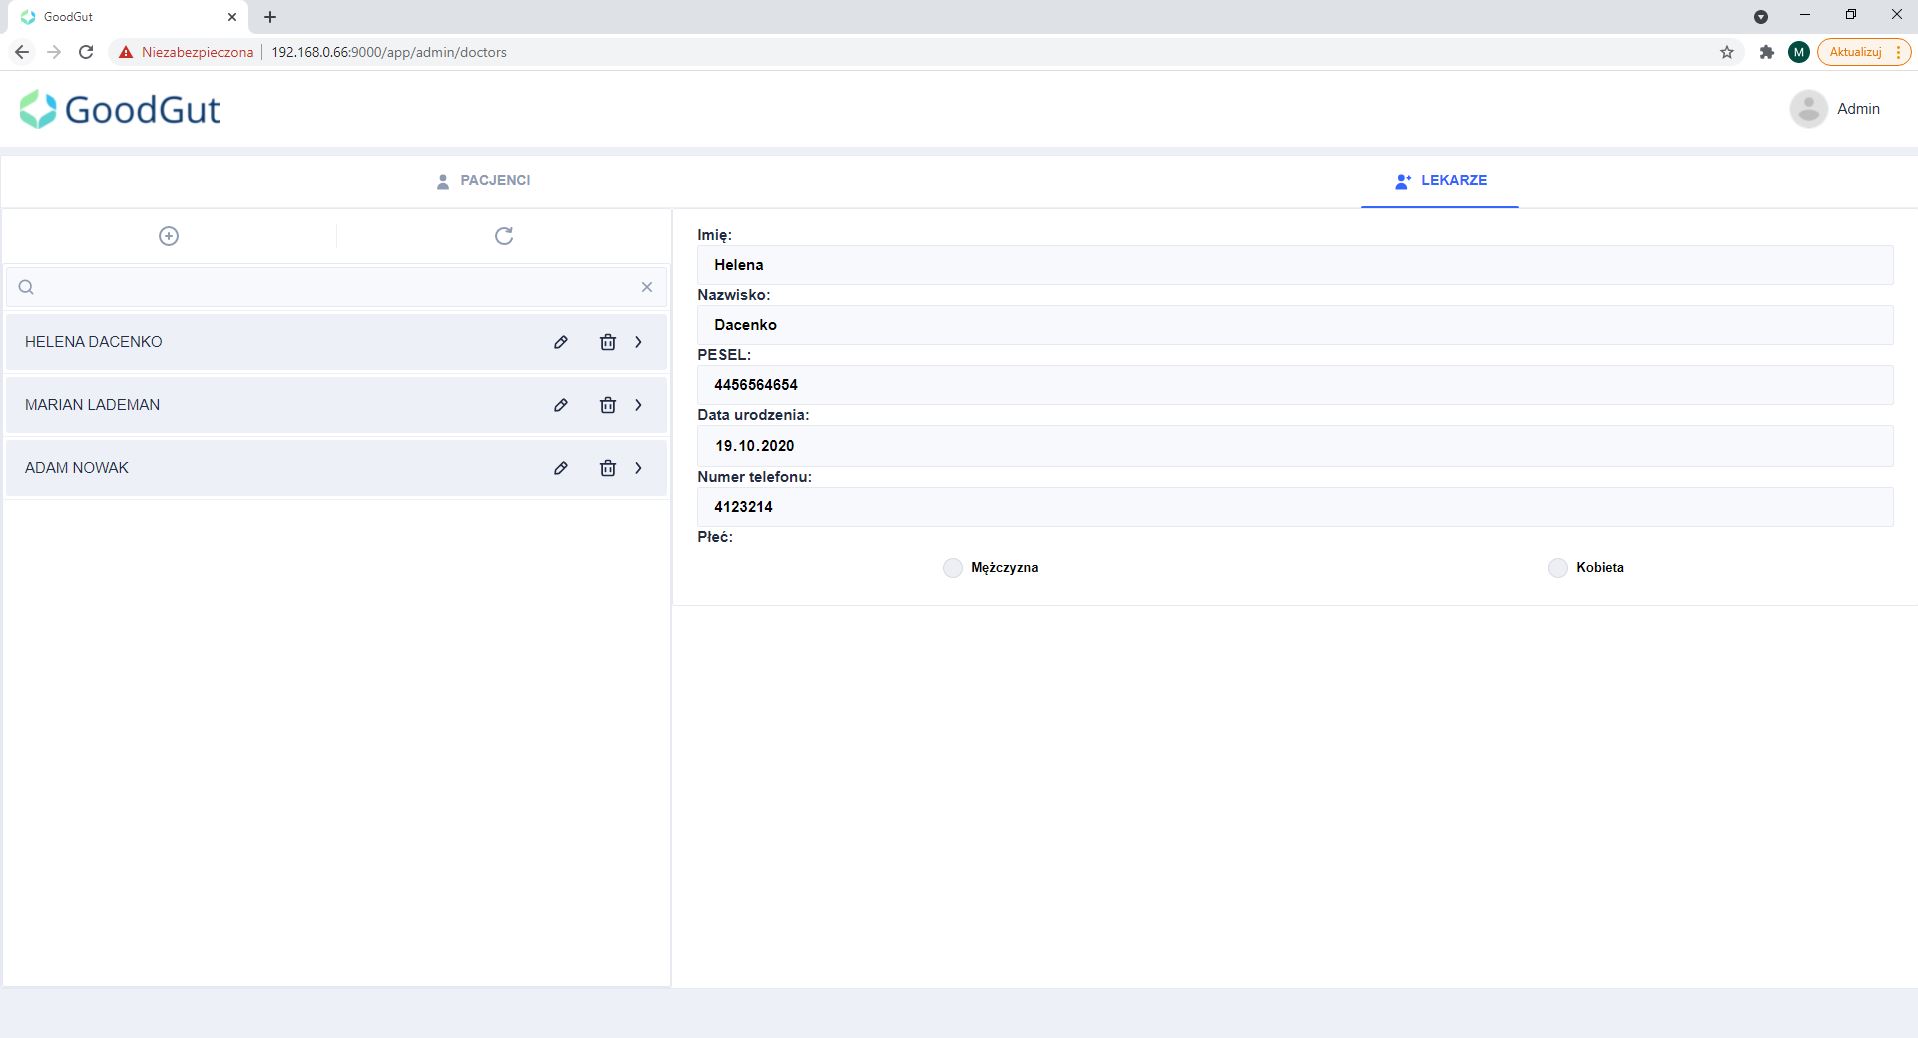 GoodGut
Niezabezpieczona 192.168.0.66:9000/app/admin/doctors
M
Aktualizuj
GoodGut
Admin
PACJENCI
LEKARZE
HELENA DACENKO
MARIAN LADEMAN
ADAM NOWAK
Imię:
Helena
Nazwisko:
Dacenko
PESEL:
4456564654
Data urodzenia:
19.10.2020
Numer telefonu:
4123214
Płeć:
Mężczyzna
Kobieta